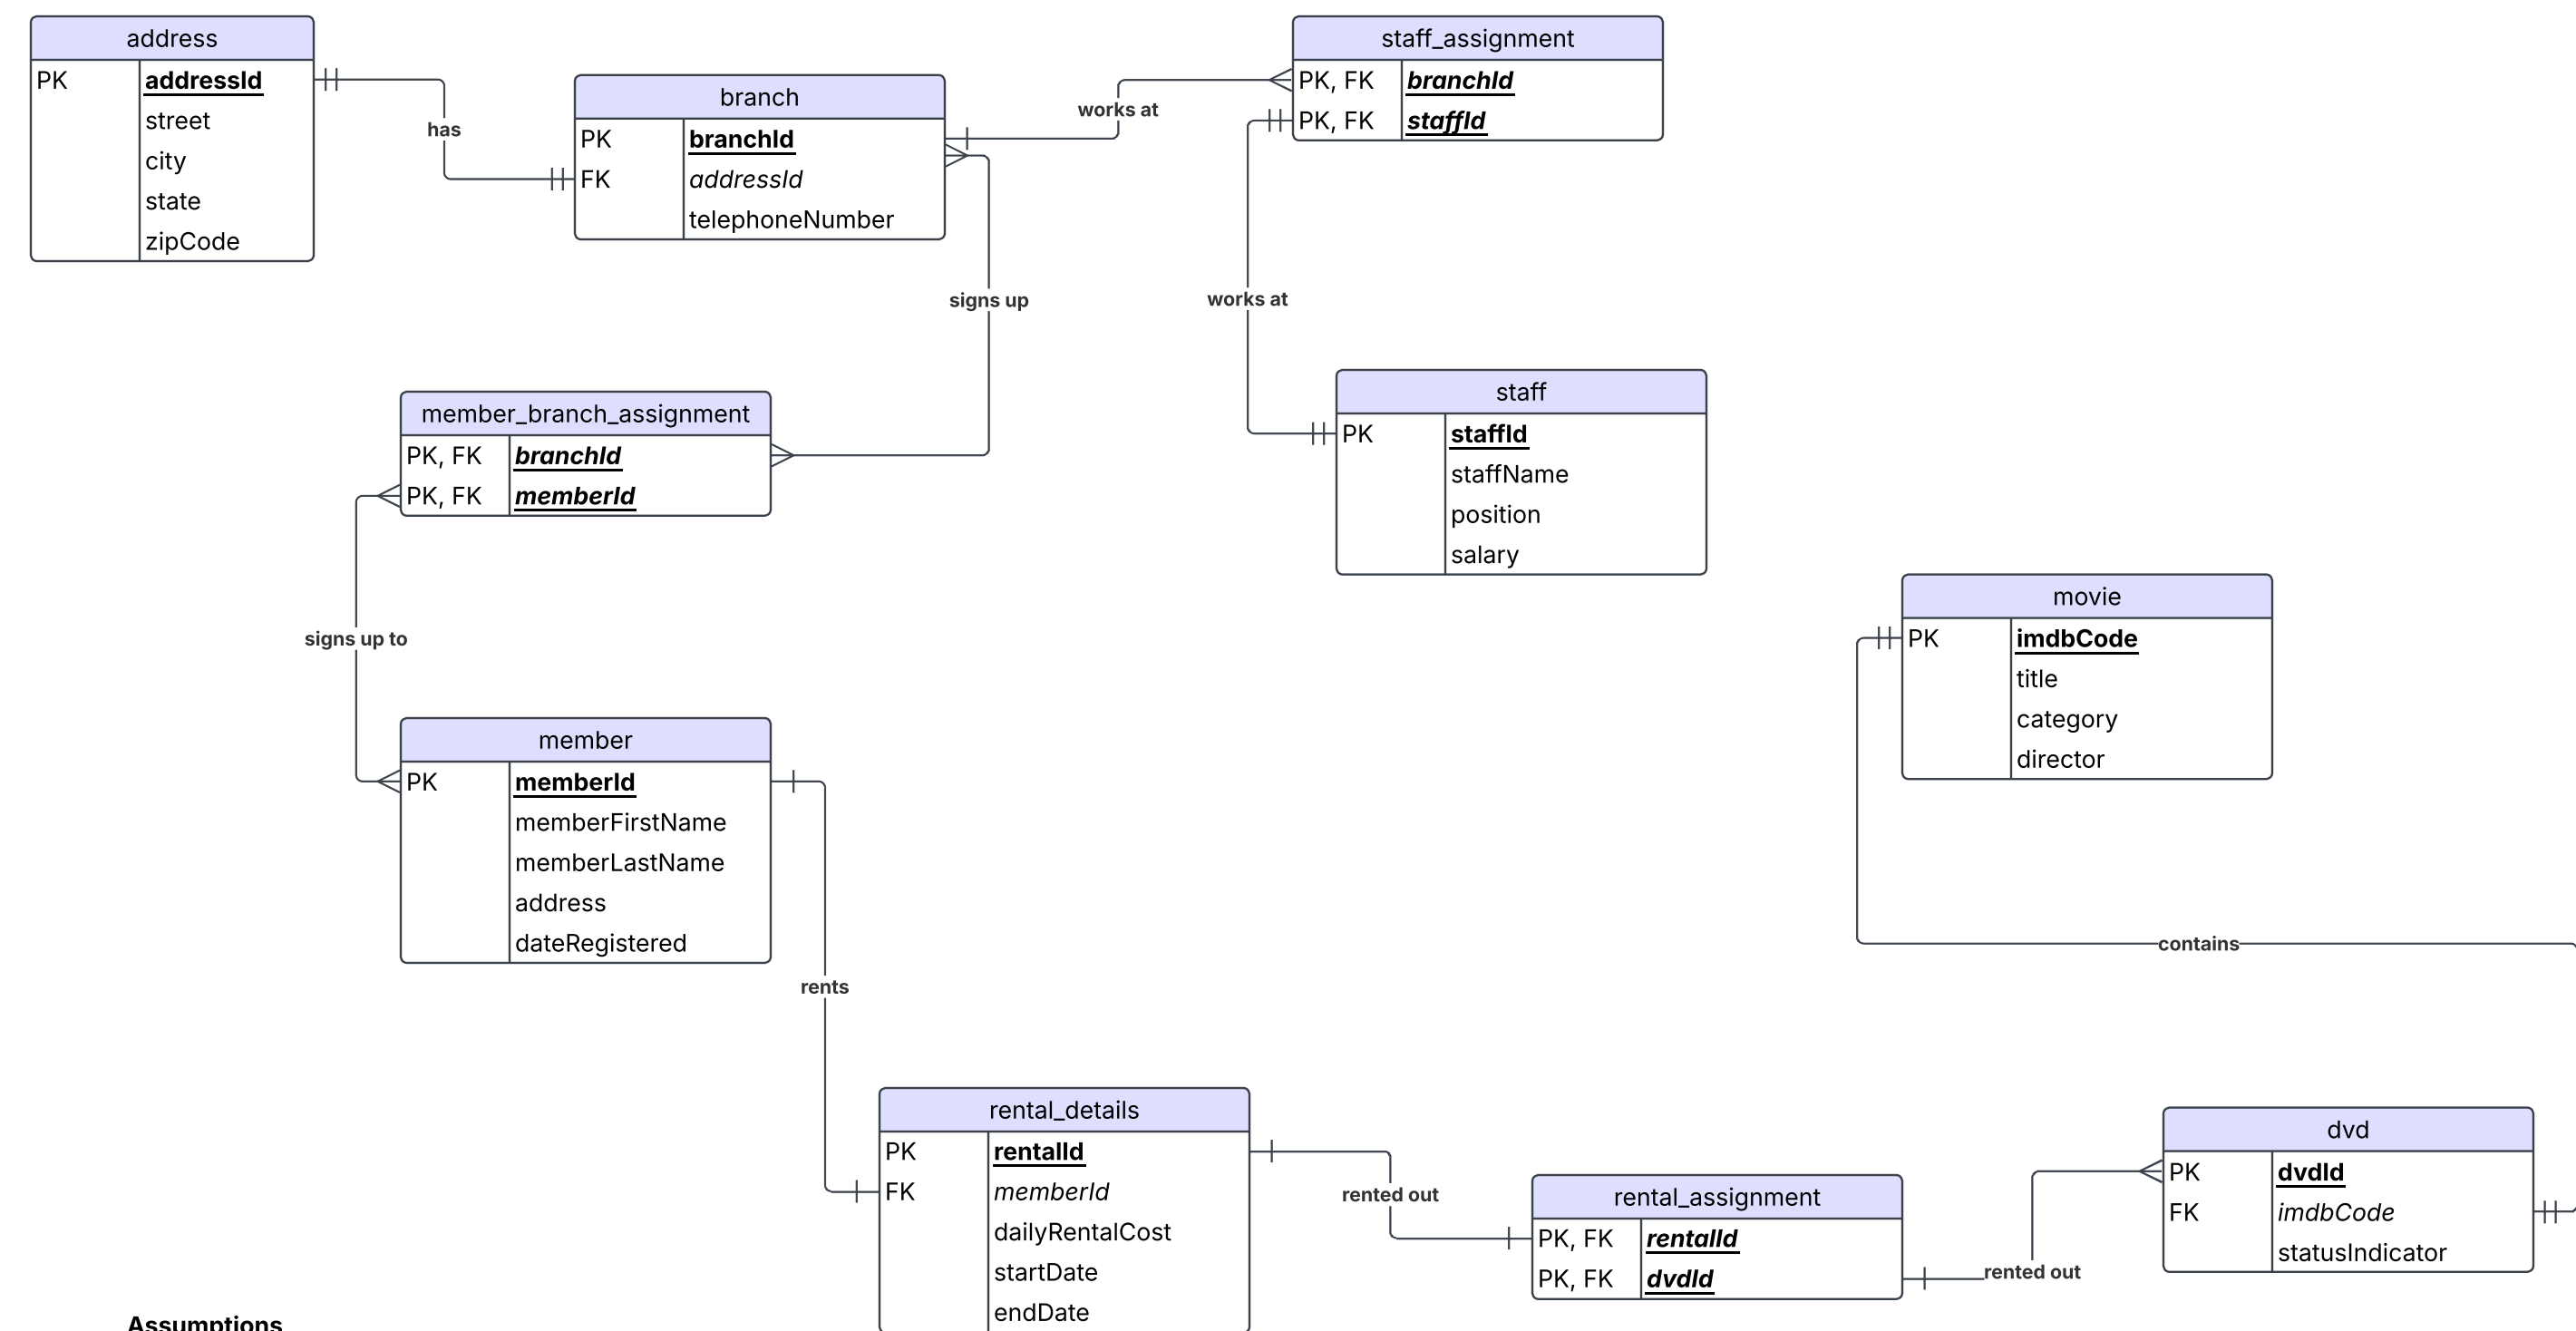 address
PK addressId
street
city
state
zipCode
has
branch
PK branchId
FK addressId
telephoneNumber
works at
staff_assignment
PK, FK branchId
PK, FK staffId
signs up
works at
member_branch_assignment
PK, FK branchId
PK, FK memberId
staff
PK staffId
staffName
position
salary
signs up to
movie
PK imdbCode
title
category
director
member
PK memberId
memberFirstName
memberLastName
address
dateRegistered
contains
rents
rental_details
PK rentalId
FK memberId
dailyRentalCost
startDate
endDate
rented out
rental_assignment
PK, FK rentalId
PK, FK dvdId
rented out
dvd
PK dvdId
FK imdbCode
statusIndicator
Assumptions